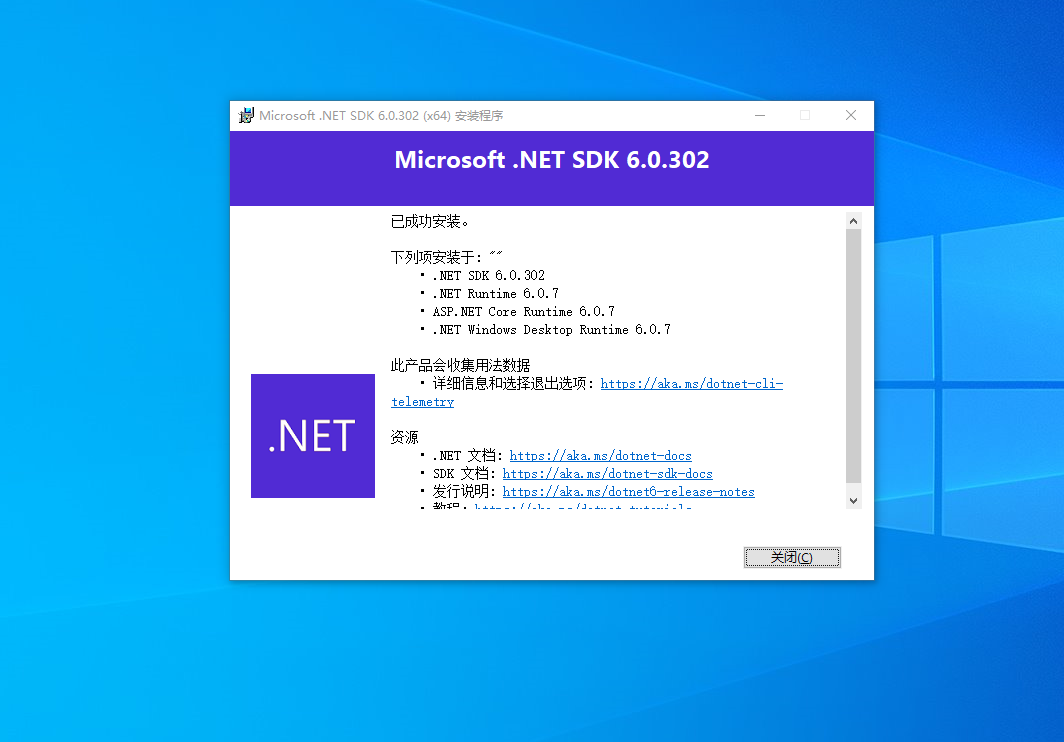 Microsoft .NET SDK 6.0.302 (x64) 安装程序
Microsoft .NET SDK 6.0.302
已成功安装。
下列项安装于: ""
• .NET SDK 6.0.302
• .NET Runtime 6.0.7
• ASP.NET Core Runtime 6.0.7
• .NET Windows Desktop Runtime 6.0.7
此产品会收集用法数据
• 详细信息和选择退出选项: https://aka.ms/dotnet-cli-
telemetry
.NET
资源
• .NET 文档: https://aka.ms/dotnet-docs
• SDK 文档: https://aka.ms/dotnet-sdk-docs
• 发行说明: https://aka.ms/dotnet6-release-notes
• 教程: https://aka.ms/dotnet-tutorials
关闭(C)